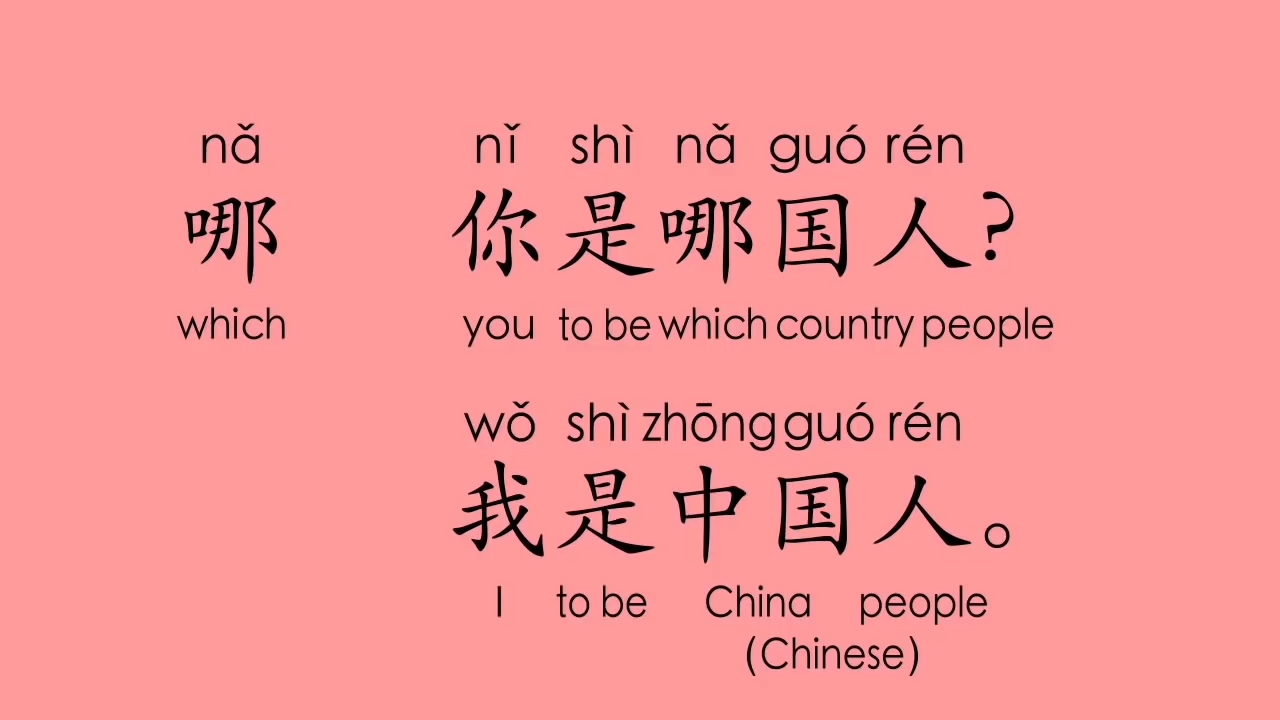 nǎ nǐ shì nǎ guó rén
哪 你是哪国人?
which you to be which country people
wǒ shì zhōng guó rén
我是中国人。
I to be China people
(Chinese)